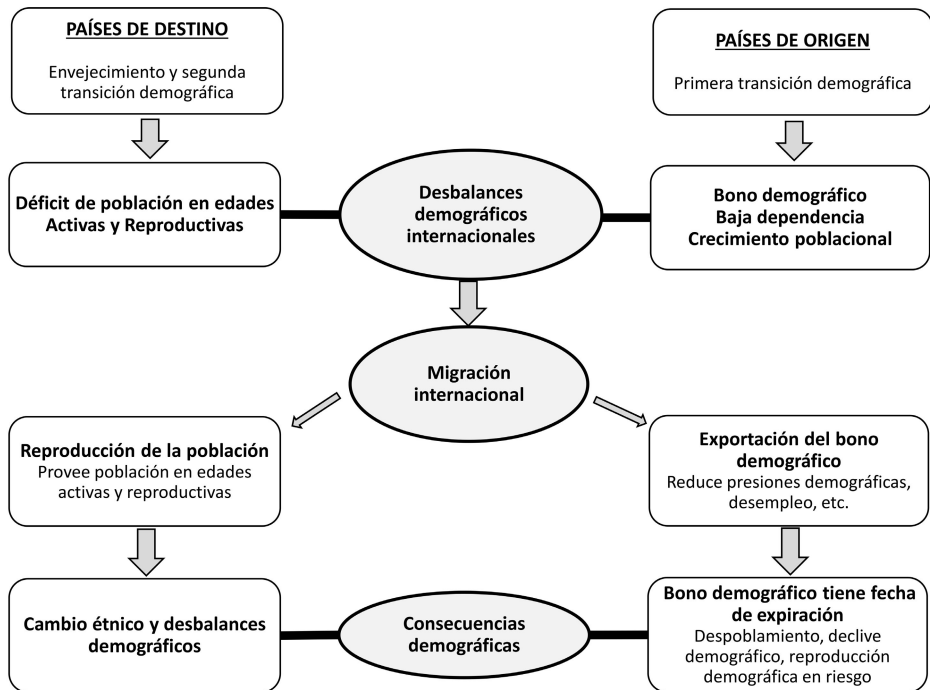 PAÍSES DE DESTINO
Envejecimiento y segunda
transición demográfica
PAÍSES DE ORIGEN
Primera transición demográfica
Déficit de población en edades
Activas y Reproductivas
Desbalances
demográficos
internacionales
Bono demográfico
Baja dependencia
Crecimiento poblacional
Migración
internacional
Reproducción de la población
Provee población en edades
activas y reproductivas
Exportación del bono
demográfico
Reduce presiones demográficas,
desempleo, etc.
Cambio étnico y desbalances
demográficos
Consecuencias
demográficas
Bono demográfico tiene fecha
de expiración
Despoblamiento, declive
demográfico, reproducción
demográfica en riesgo